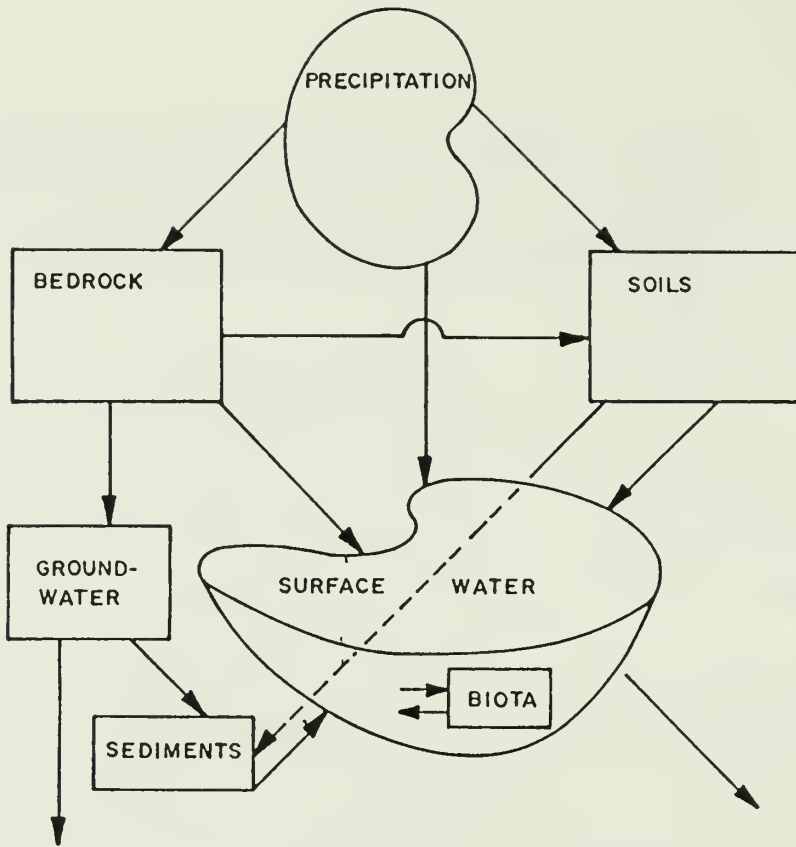 PRECIPITATION
BEDROCK
SOILS
GROUND-
WATER
SURFACE WATER
BIOTA
SEDIMENTS